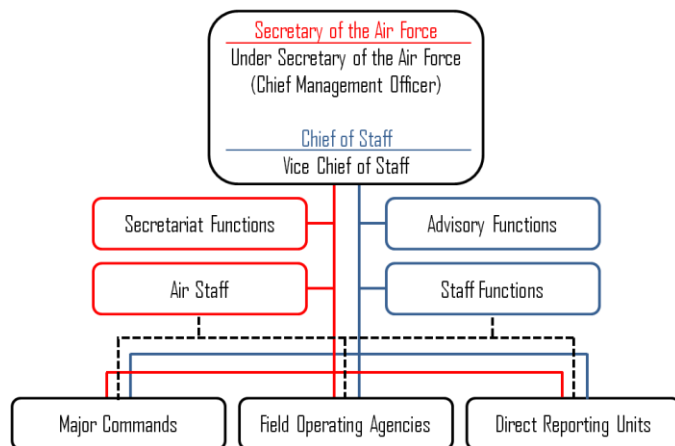 Secretary of the Air Force
Under Secretary of the Air Force
(Chief Management Officer)
Chief of Staff
Vice Chief of Staff
Secretariat Functions
Advisory Functions
Air Staff
Staff Functions
Major Commands
Field Operating Agencies
Direct Reporting Units